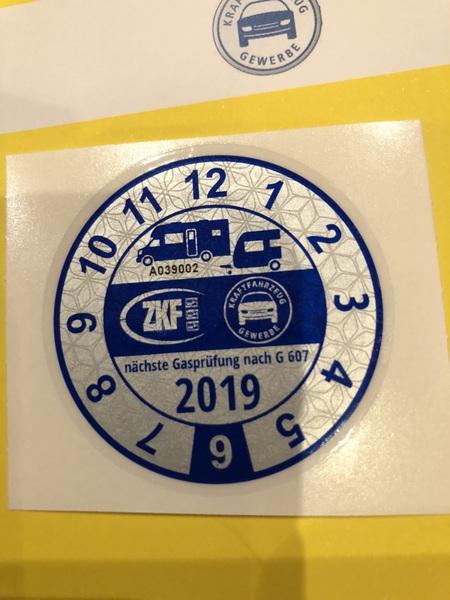 KRAFTFAHRZEUG
GEWERBE
12
1
2
3
4
5
6
7
8
9
10
11
A039002
ZKF
KRAFTFAHRZEUG
GEWERBE
nächste Gasprüfung nach G 607
2019